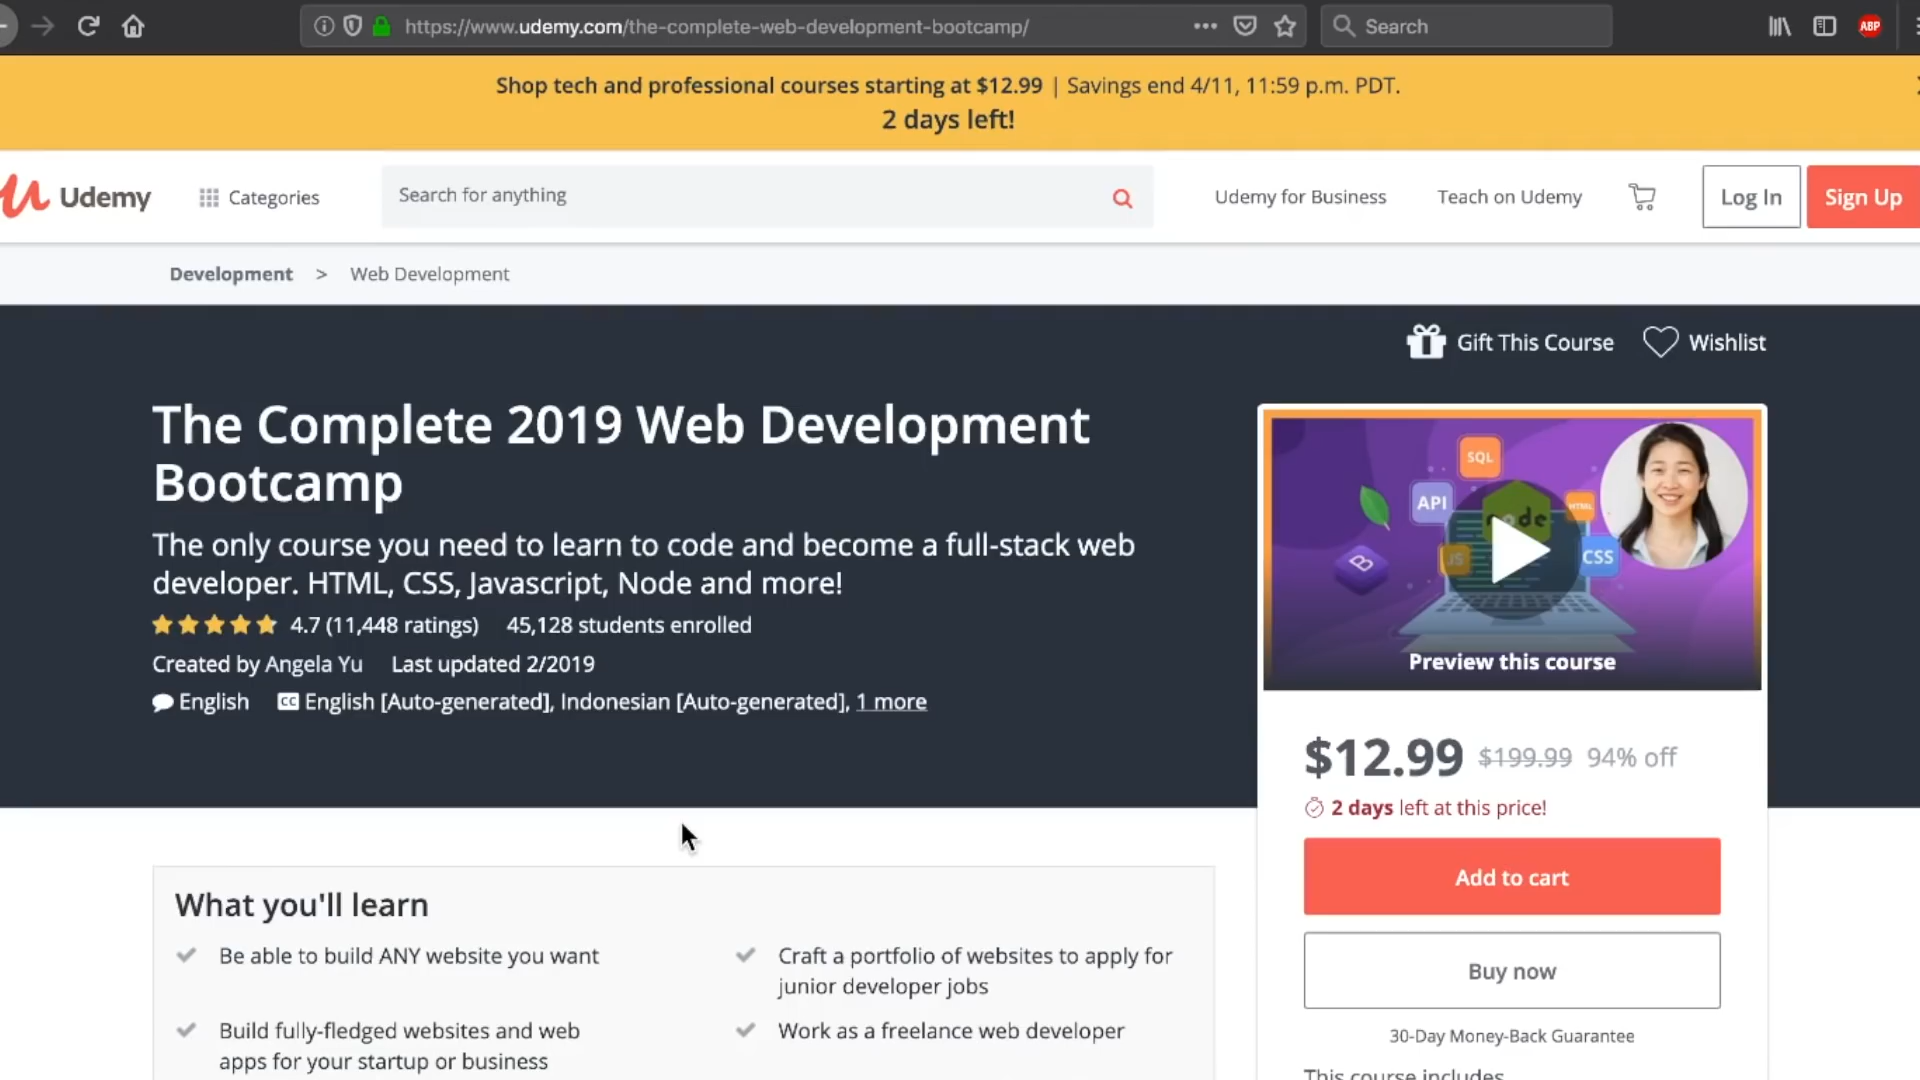 https://www.udemy.com/the-complete-web-development-bootcamp/
Search
ABP
Shop tech and professional courses starting at $12.99 | Savings end 4/11, 11:59 p.m. PDT.
2 days left!
Udemy
Categories
Search for anything
Udemy for Business
Teach on Udemy
Log In
Sign Up
Development > Web Development
Gift This Course
Wishlist
The Complete 2019 Web Development
Bootcamp
The only course you need to learn to code and become a full-stack web
developer. HTML, CSS, Javascript, Node and more!
4.7 (11,448 ratings) 45,128 students enrolled
Created by Angela Yu Last updated 2/2019
English CC English [Auto-generated], Indonesian [Auto-generated], 1 more
SQL
API
HTML
node
JS
CSS
B
Preview this course
$12.99 $199.99 94% off
2 days left at this price!
Add to cart
Buy now
30-Day Money-Back Guarantee
This course includes
What you'll learn
Be able to build ANY website you want
Craft a portfolio of websites to apply for
junior developer jobs
Build fully-fledged websites and web
apps for your startup or business
Work as a freelance web developer